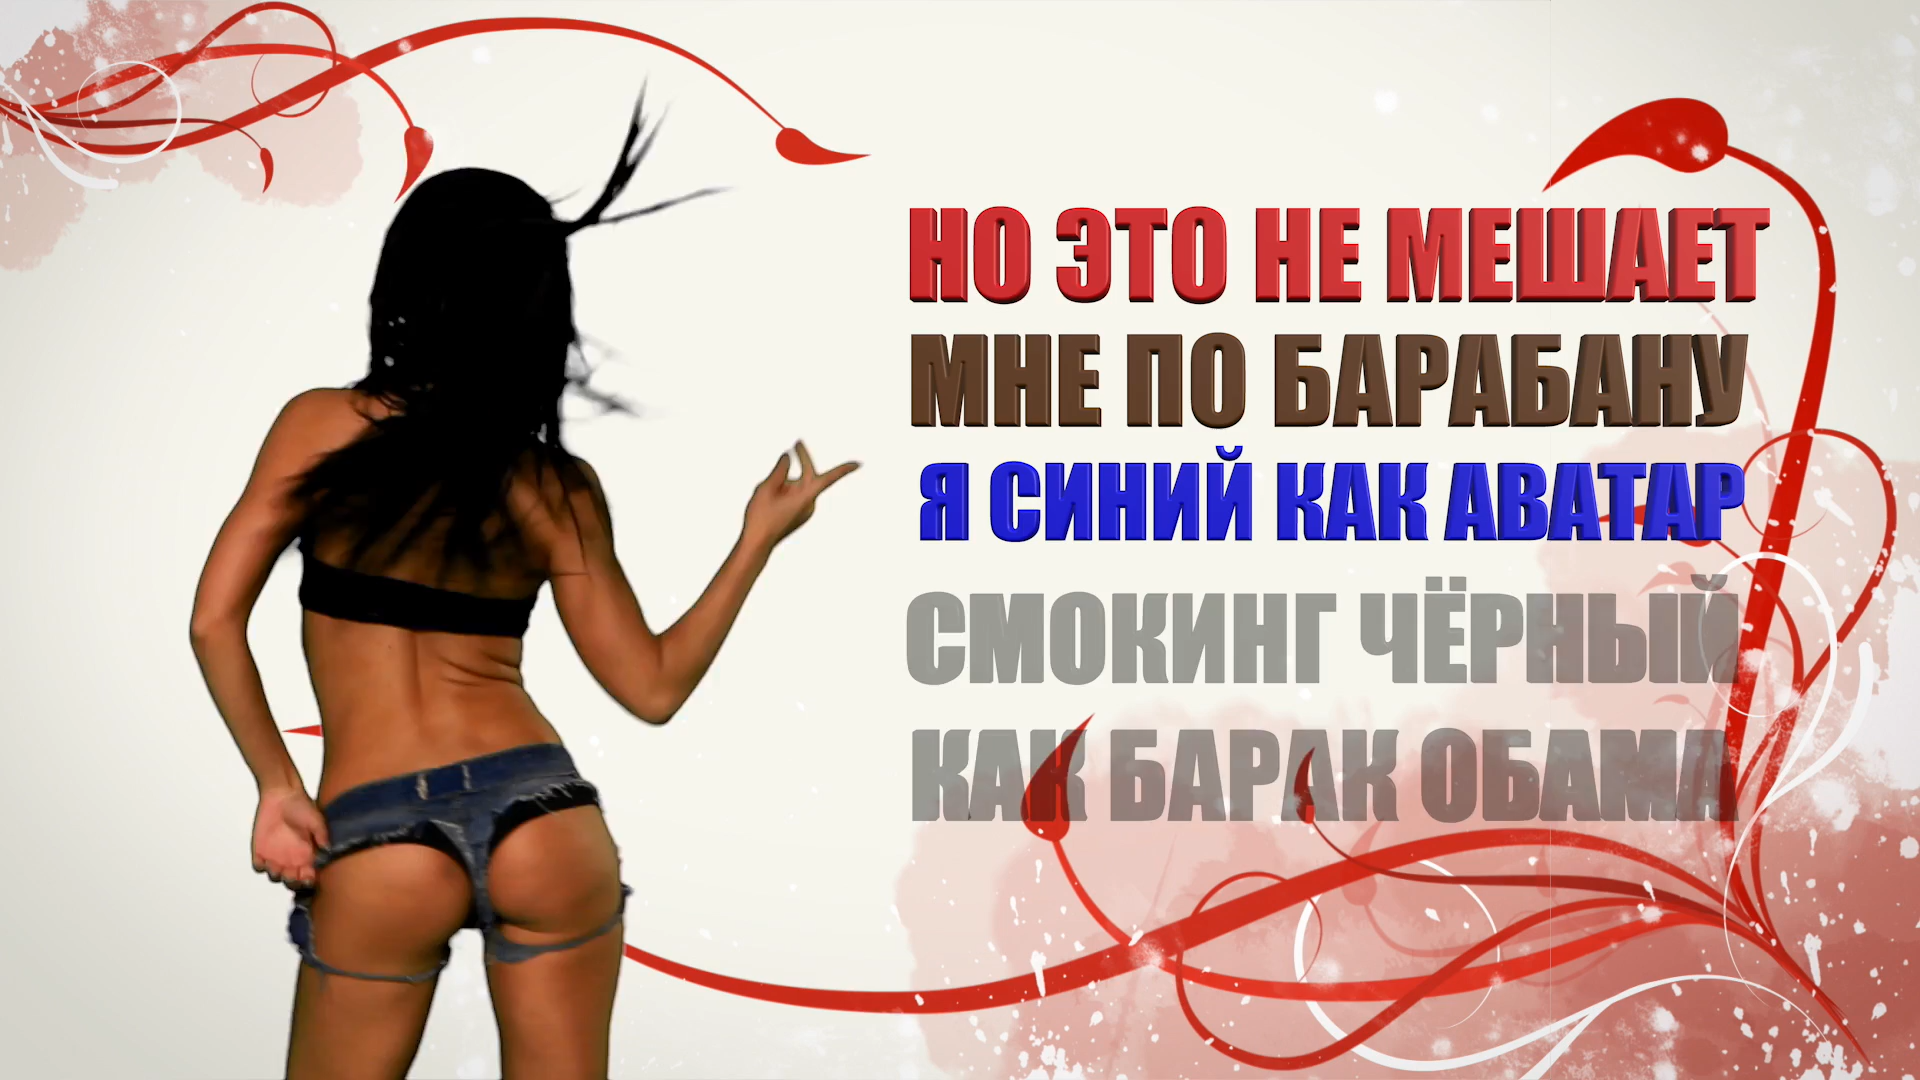 НО ЭТО НЕ МЕШАЕТ
МНЕ ПО БАРАБАНУ
Я СИНИЙ КАК АВАТАР
СМОКИНГ ЧЁРНЫЙ
КАК БАРАК ОБАМА